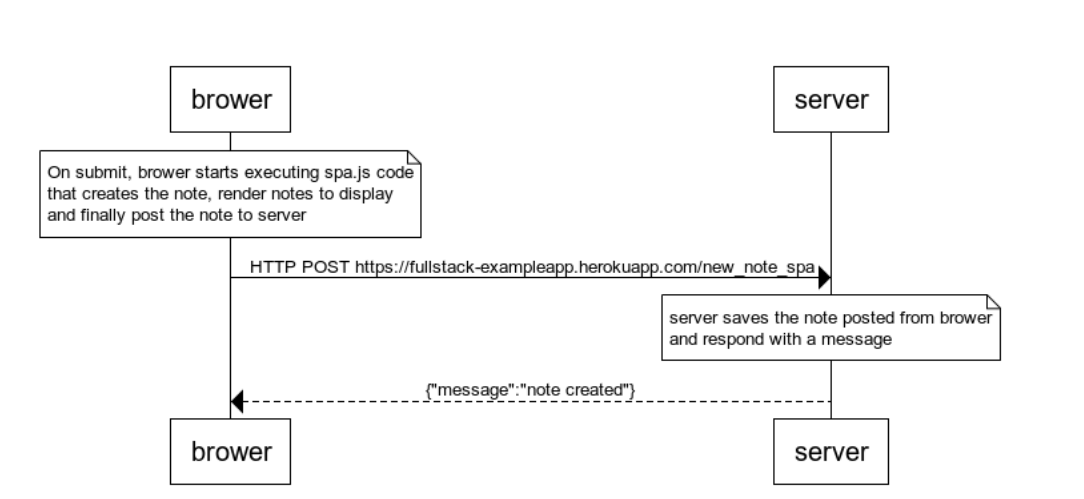 brower
server
On submit, brower starts executing spa.js code
that creates the note, render notes to display
and finally post the note to server
HTTP POST https://fullstack-exampleapp.herokuapp.com/new_note_spa
server saves the note posted from brower
and respond with a message
{"message":"note created"}
brower
server